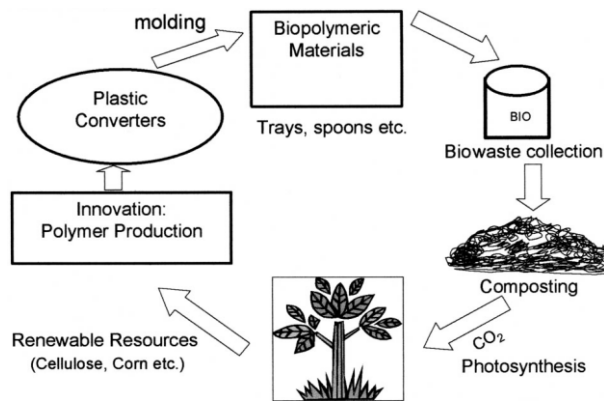 molding
Biopolymeric
Materials
Plastic
Converters
Trays, spoons etc.
BIO
Biowaste collection
Innovation:
Polymer Production
Composting
CO2
Photosynthesis
Renewable Resources
(Cellulose, Corn etc.)